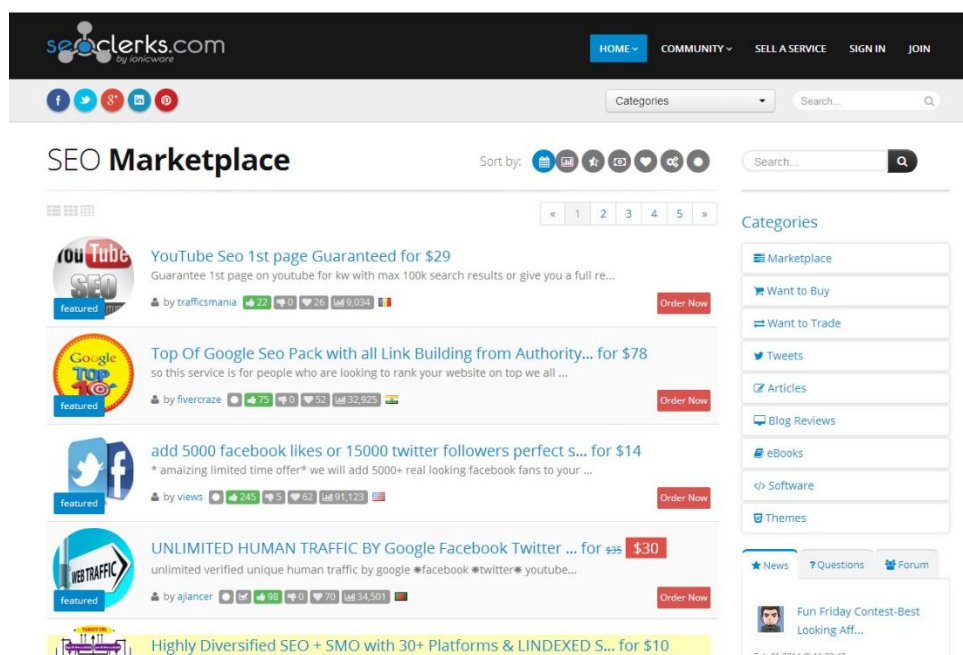 seoclerks.com
by ionicware
HOME COMMUNITY SELL A SERVICE SIGN IN JOIN
Categories Search...
SEO Marketplace
Sort by:
Search...
« 1 2 3 4 5 »
Categories
Marketplace
Want to Buy
Want to Trade
Tweets
Articles
Blog Reviews
eBooks
Software
Themes
You Tube
SEO
featured
YouTube Seo 1st page Guaranteed for $29
Guarantee 1st page on youtube for kw with max 100k search results or give you a full re...
by trafficsmania 22 0 26 9,034
Order Now
Google
TOP
10
featured
Top Of Google Seo Pack with all Link Building from Authority... for $78
so this service is for people who are looking to rank your website on top we all ...
by fivercraze 75 0 52 32,925
Order Now
featured
add 5000 facebook likes or 15000 twitter followers perfect s... for $14
* amaizing limited time offer* we will add 5000+ real looking facebook fans to your ...
by views 245 5 62 91,123
Order Now
WEB TRAFFIC
featured
UNLIMITED HUMAN TRAFFIC BY Google Facebook Twitter ... for $35 $30
unlimited verified unique human traffic by google ✷facebook ✷twitter✷ youtube...
by ajlancer 98 0 70 34,501
Order Now
Highly Diversified SEO + SMO with 30+ Platforms & LINDEXED S... for $10
News ? Questions Forum
Fun Friday Contest-Best
Looking Aff...